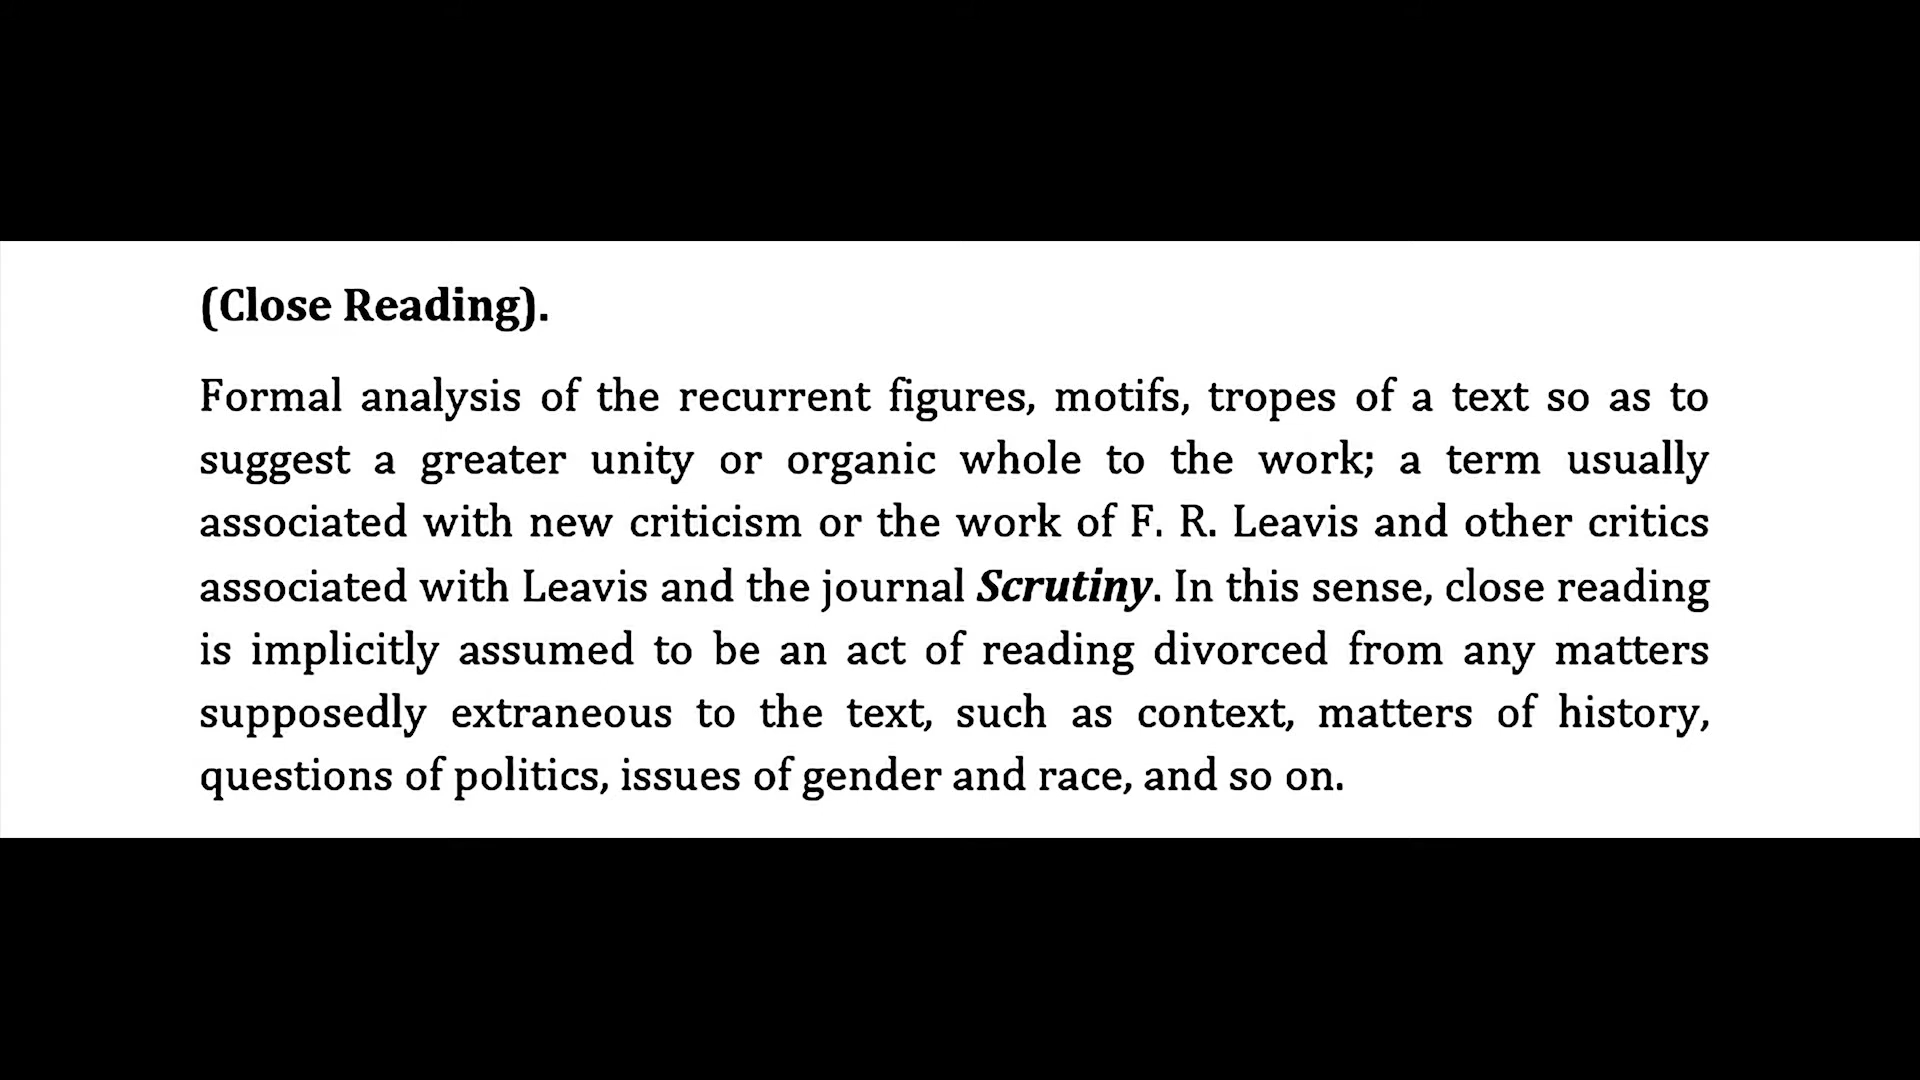 (Close Reading).
Formal analysis of the recurrent figures, motifs, tropes of a text so as to
suggest a greater unity or organic whole to the work; a term usually
associated with new criticism or the work of F. R. Leavis and other critics
associated with Leavis and the journal Scrutiny. In this sense, close reading
is implicitly assumed to be an act of reading divorced from any matters
supposedly extraneous to the text, such as context, matters of history,
questions of politics, issues of gender and race, and so on.